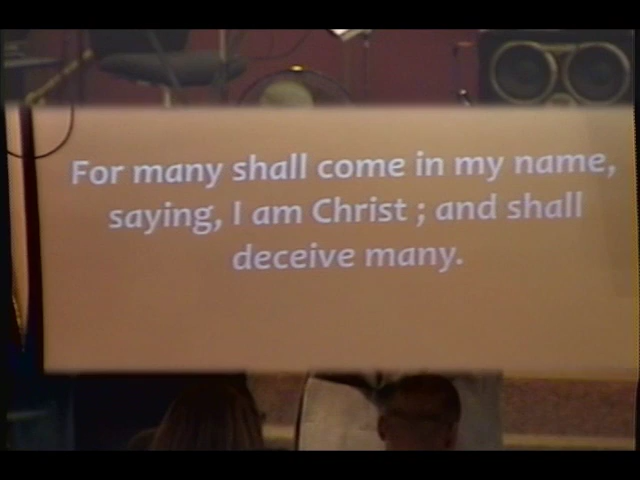 For many shall come in my name,
saying, I am Christ ; and shall
deceive many.